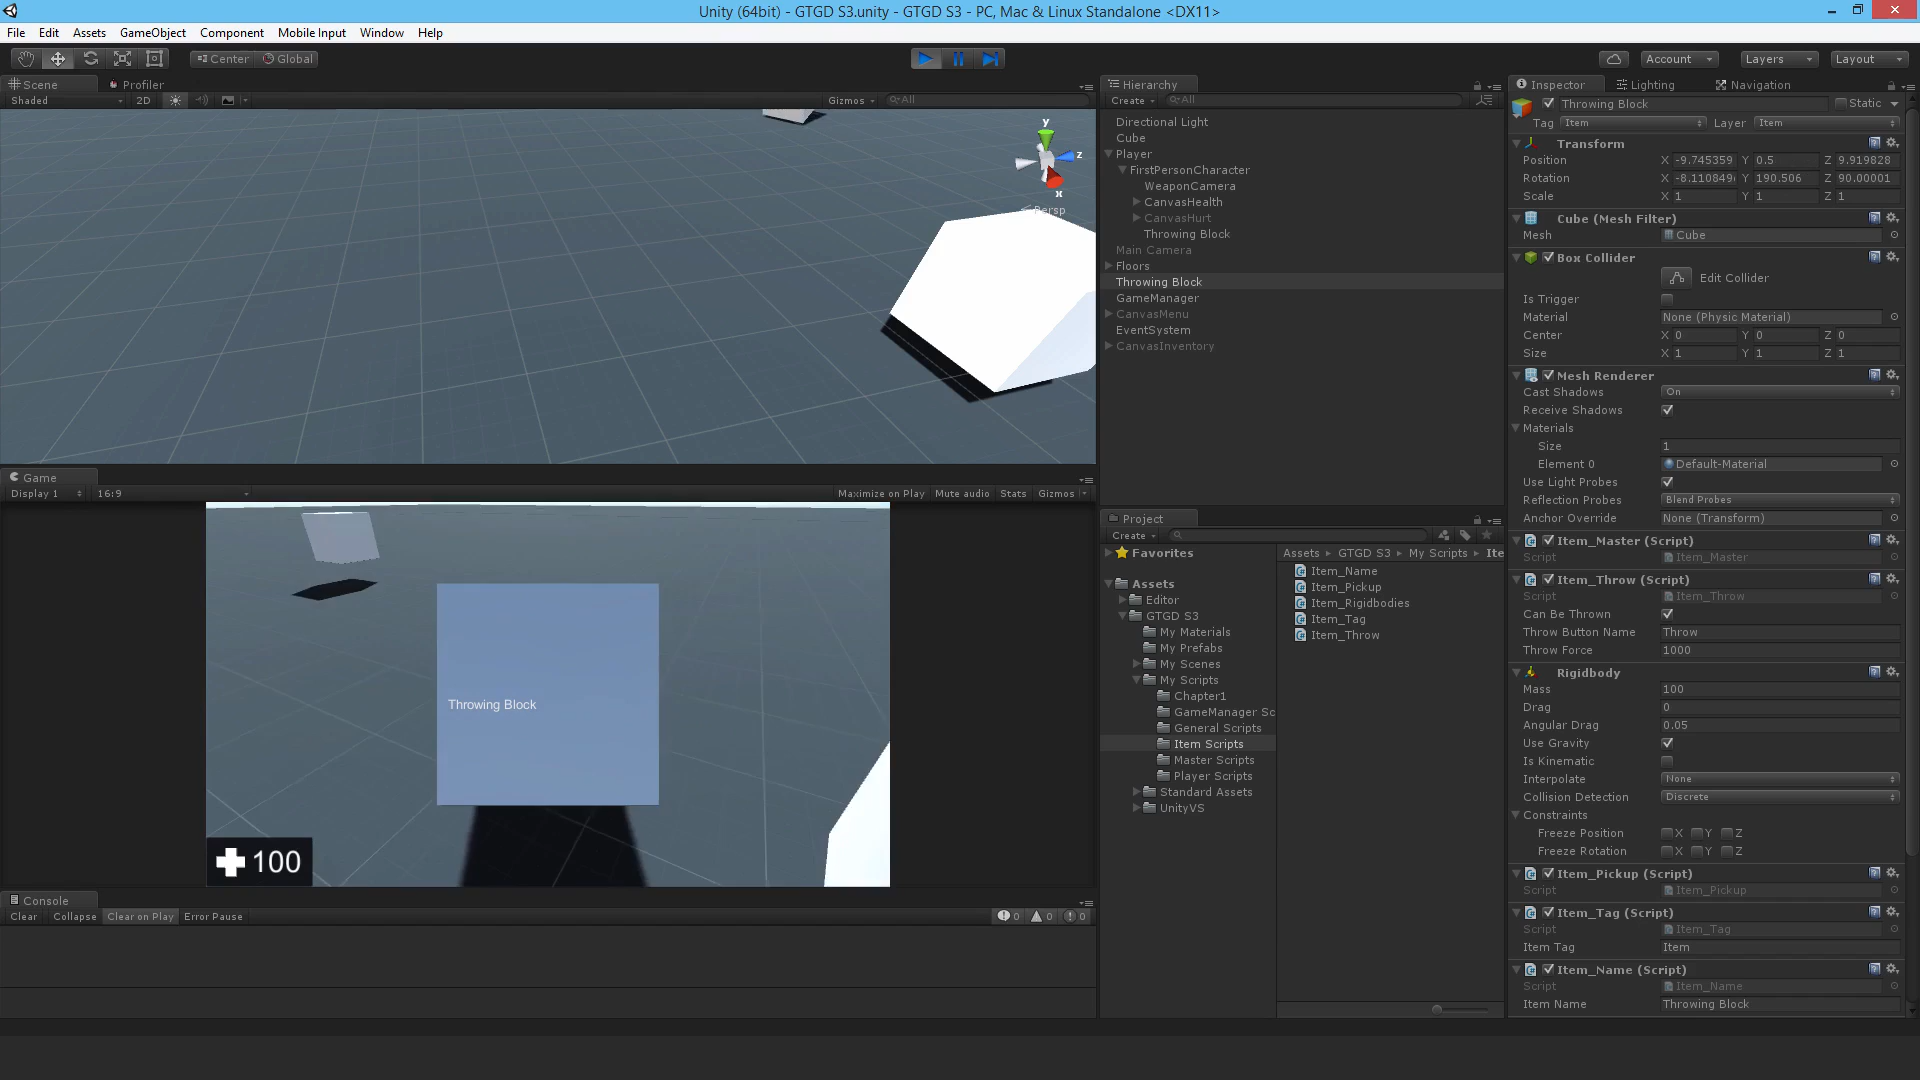 Unity (64bit) - GTGD S3.unity - GTGD S3 - PC, Mac & Linux Standalone <DX11>
File Edit Assets GameObject Component Mobile Input Window Help
Center Global
Account Layers Layout
Scene Profiler
Shaded 2D Gizmos All
y
z
x
Persp
Game
Display 1 16:9 Maximize on Play Mute audio Stats Gizmos
Throwing Block
100
Console
Clear Collapse Clear on Play Error Pause 0 0 0
Hierarchy
Create All
Directional Light
Cube
Player
FirstPersonCharacter
WeaponCamera
CanvasHealth
CanvasHurt
Throwing Block
Main Camera
Floors
Throwing Block
GameManager
CanvasMenu
EventSystem
CanvasInventory
Project
Create
Favorites
Assets
Editor
GTGD S3
My Materials
My Prefabs
My Scenes
My Scripts
Chapter1
GameManager Sc
General Scripts
Item Scripts
Master Scripts
Player Scripts
Standard Assets
UnityVS
Assets GTGD S3 My Scripts Ite
Item_Name
Item_Pickup
Item_Rigidbodies
Item_Tag
Item_Throw
Inspector Lighting Navigation
Throwing Block Static
Tag Item Layer Item
Transform
Position X -9.745359 Y 0.5 Z 9.919828
Rotation X -8.110849 Y 190.506 Z 90.00001
Scale X 1 Y 1 Z 1
Cube (Mesh Filter)
Mesh Cube
Box Collider
Edit Collider
Is Trigger
Material None (Physic Material)
Center X 0 Y 0 Z 0
Size X 1 Y 1 Z 1
Mesh Renderer
Cast Shadows On
Receive Shadows
Materials
Size 1
Element 0 Default-Material
Use Light Probes
Reflection Probes Blend Probes
Anchor Override None (Transform)
Item_Master (Script)
Script Item_Master
Item_Throw (Script)
Script Item_Throw
Can Be Thrown
Throw Button Name Throw
Throw Force 1000
Rigidbody
Mass 100
Drag 0
Angular Drag 0.05
Use Gravity
Is Kinematic
Interpolate None
Collision Detection Discrete
Constraints
Freeze Position X Y Z
Freeze Rotation X Y Z
Item_Pickup (Script)
Script Item_Pickup
Item_Tag (Script)
Script Item_Tag
Item Tag Item
Item_Name (Script)
Script Item_Name
Item Name Throwing Block